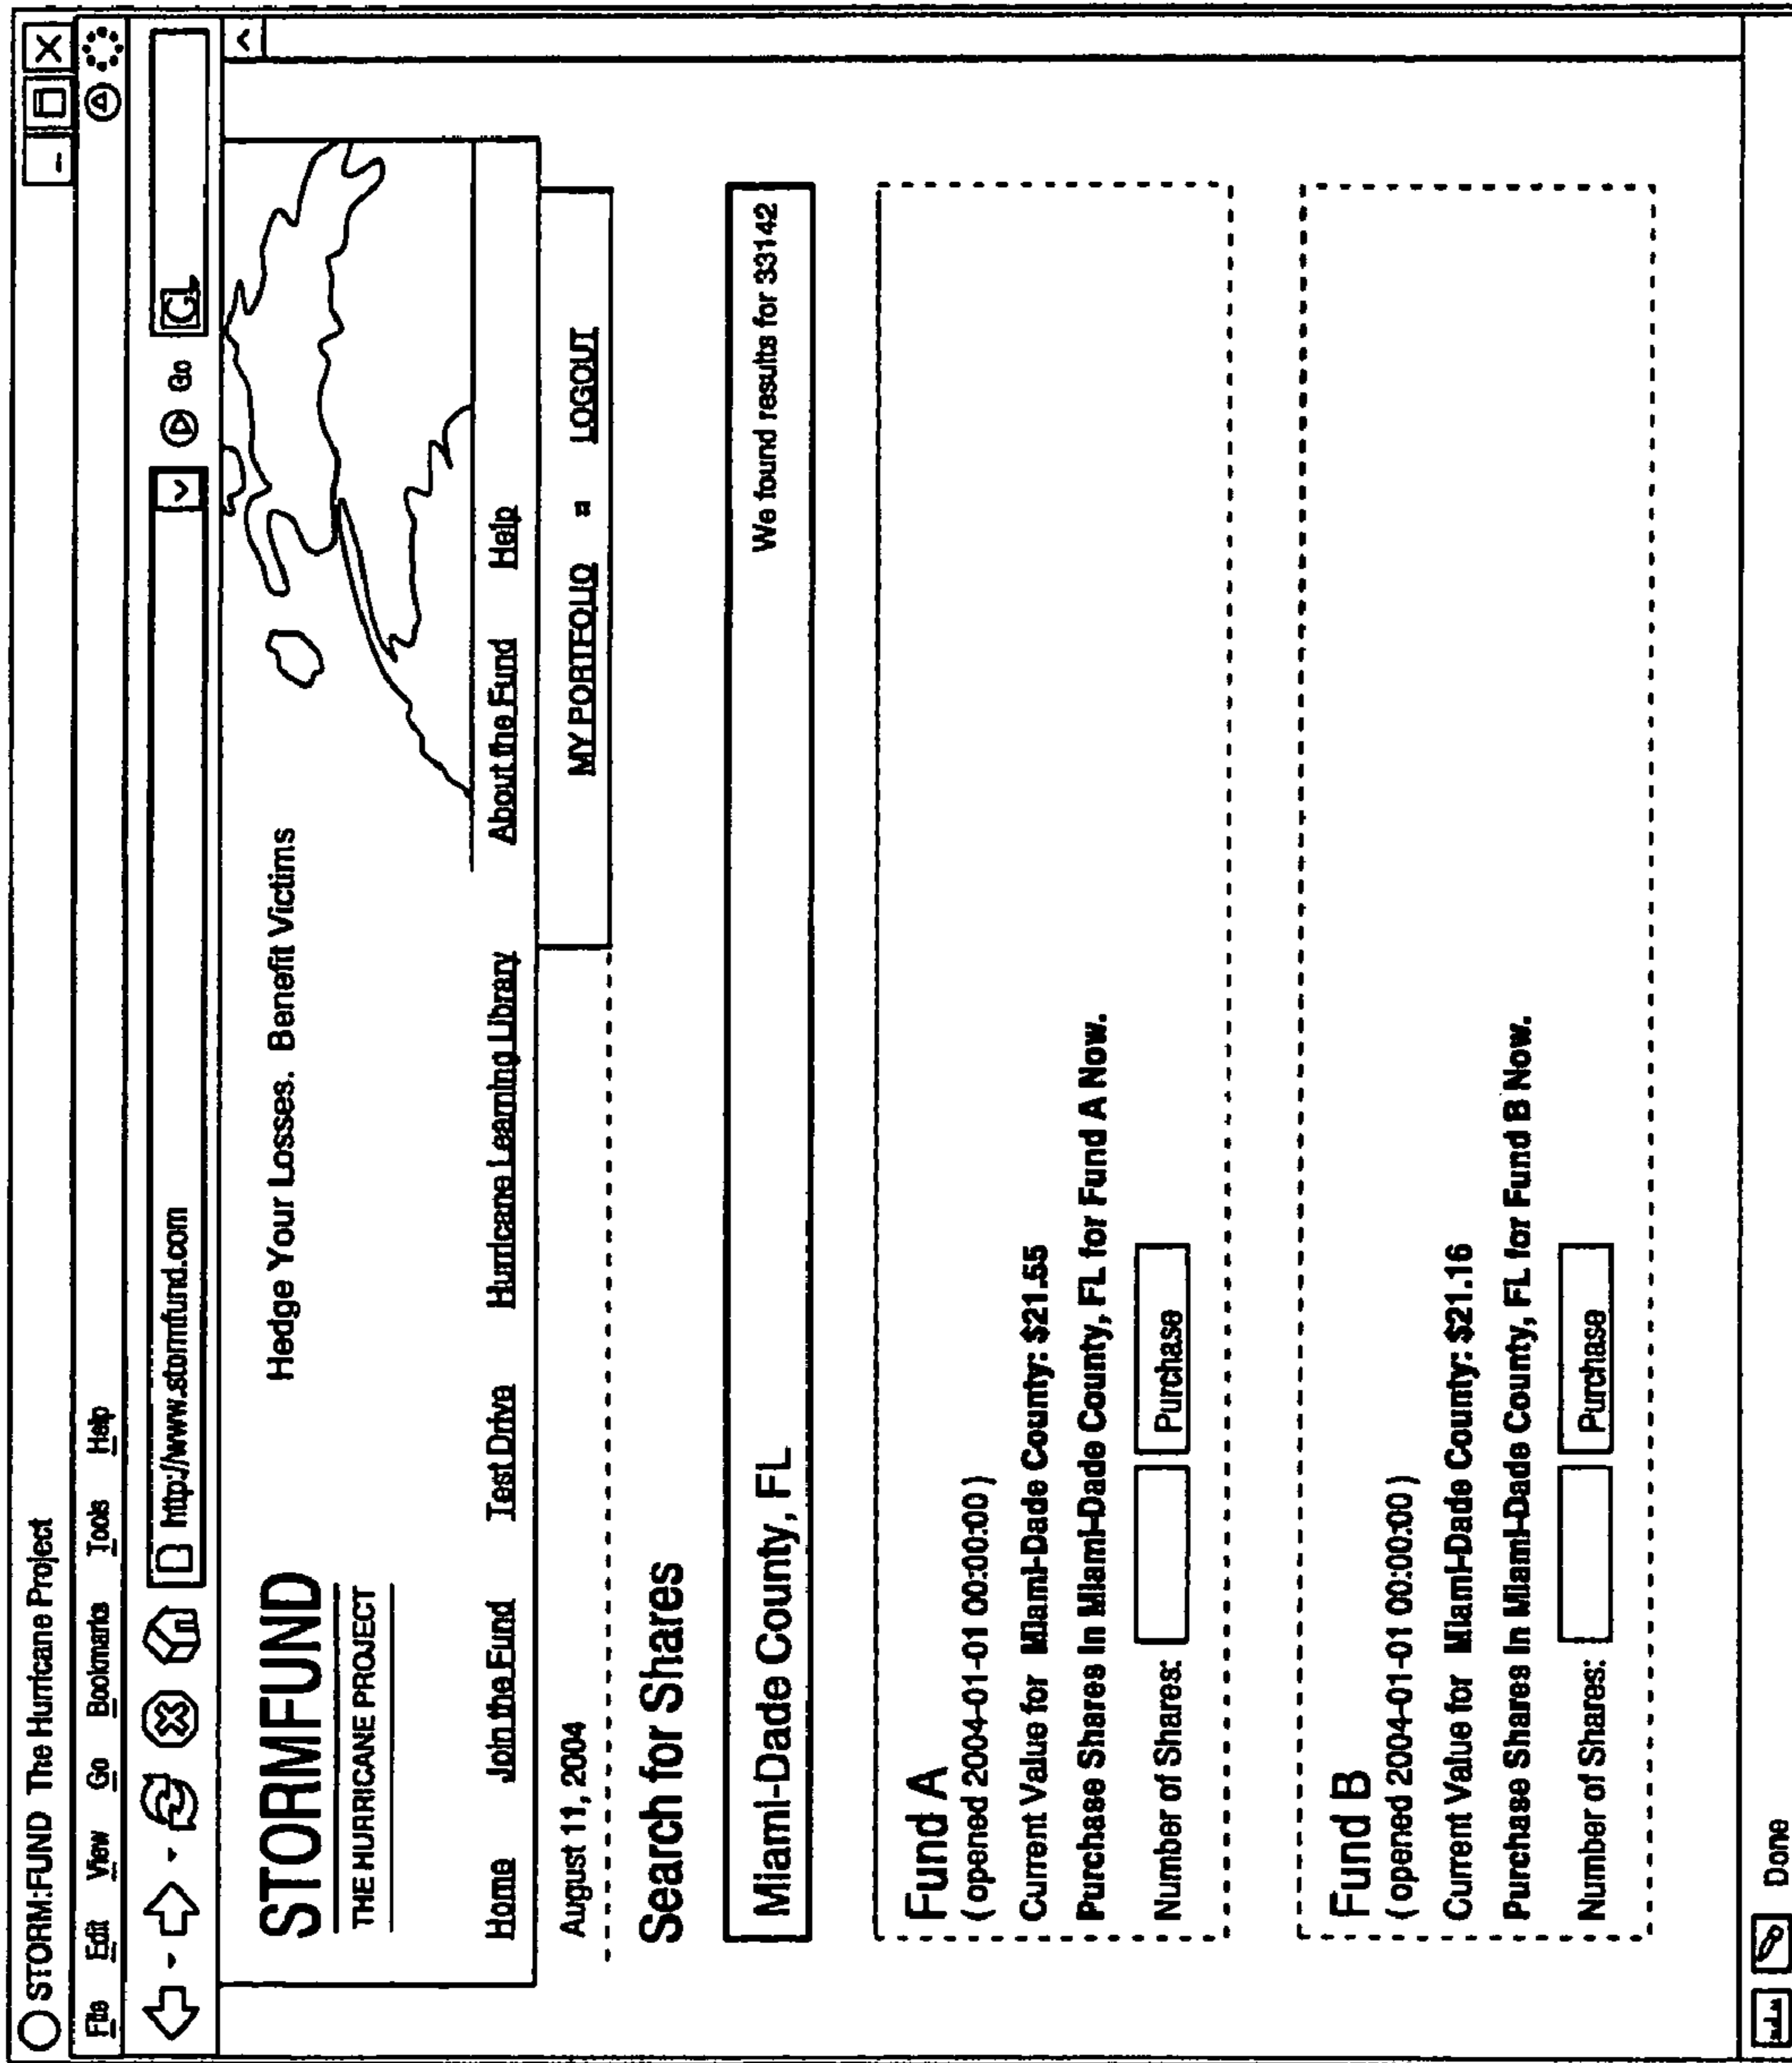 STORM:FUND The Hurricane Project
File Edit View Go Bookmarks Tools Help
http://www.stormfund.com Go GL
STORMFUND
THE HURRICANE PROJECT
Hedge Your Losses. Benefit Victims
Home Join the Fund Test Drive Hurricane Learning Library About the Fund Help
August 11, 2004 MY PORTFOLIO LOGOUT
Search for Shares
Miami-Dade County, FL We found results for 33142
Fund A
( opened 2004-01-01 00:00:00 )
Current Value for Miami-Dade County: $21.55
Purchase Shares In Miami-Dade County, FL for Fund A Now.
Number of Shares: Purchase
Fund B
( opened 2004-01-01 00:00:00 )
Current Value for Miami-Dade County: $21.16
Purchase Shares In Miami-Dade County, FL for Fund B Now.
Number of Shares: Purchase
Done